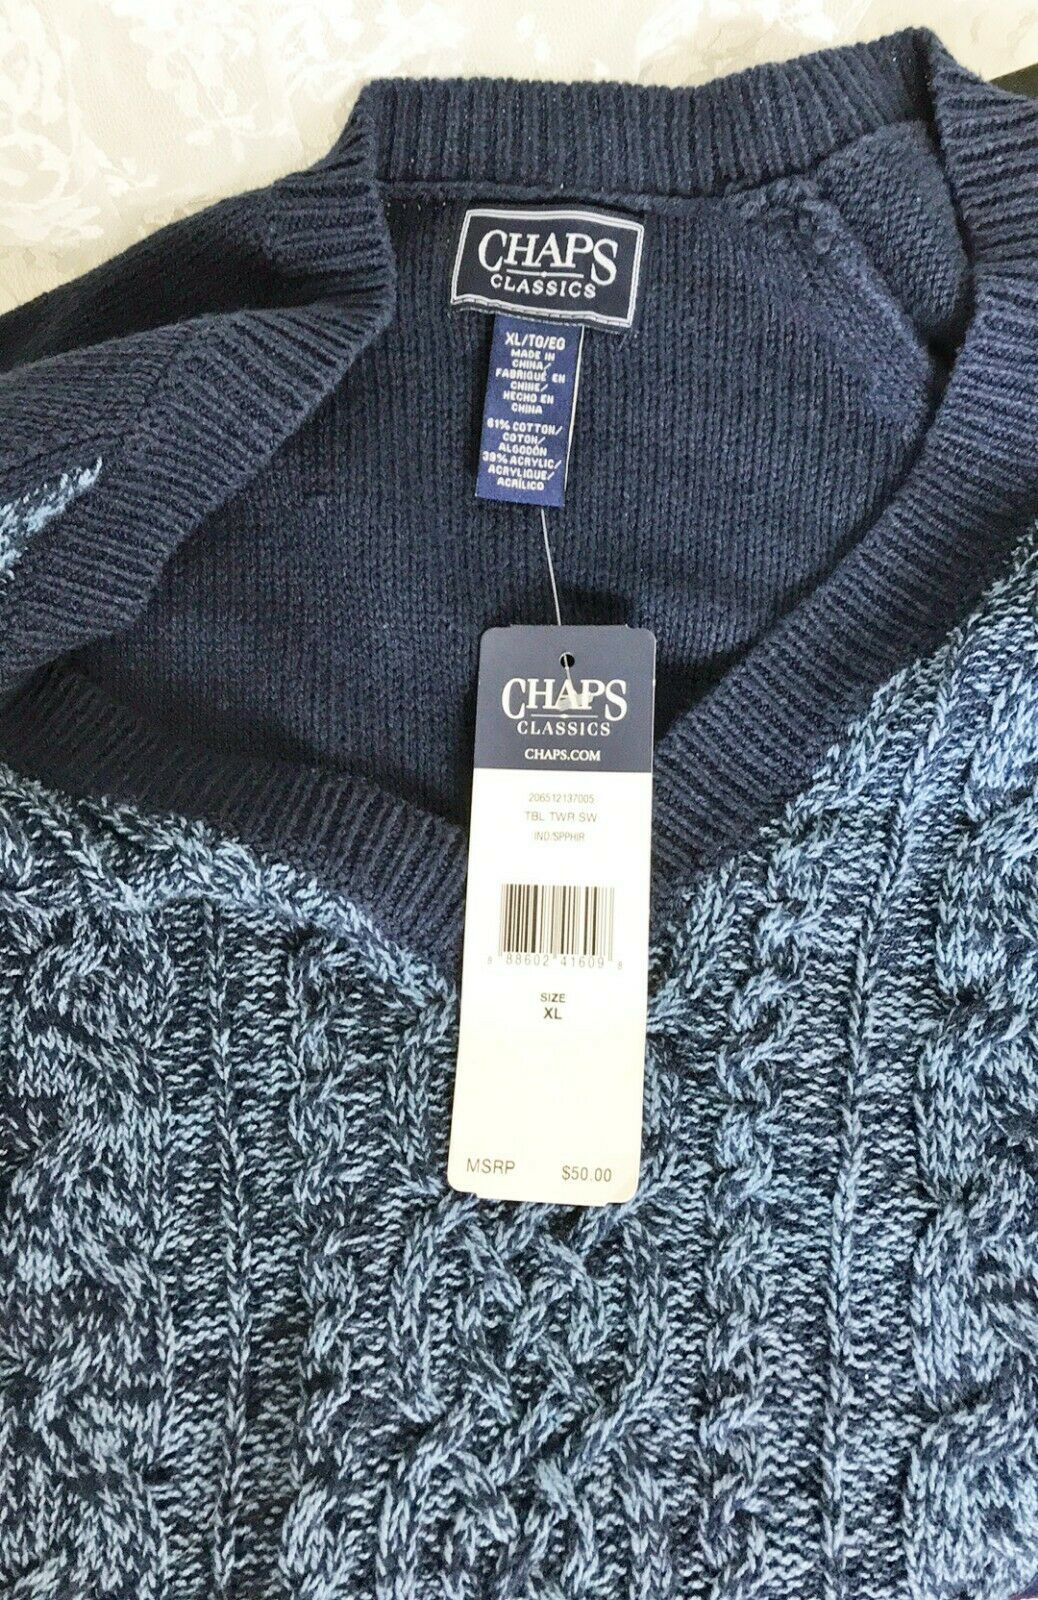 CHAPS
CLASSICS
XL/TG/EG
MADE IN
CHINA/
FABRIQUÉ EN
CHINE/
HECHO EN
CHINA
61% COTTON/
COTON/
ALGODÓN
39% ACRYLIC/
ACRYLIQUE/
ACRÍLICO
CHAPS
CLASSICS
CHAPS.COM
206512137005
TBL TWR SW
IND/SPPHIR
8 88602 41609 8
SIZE
XL
MSRP $50.00